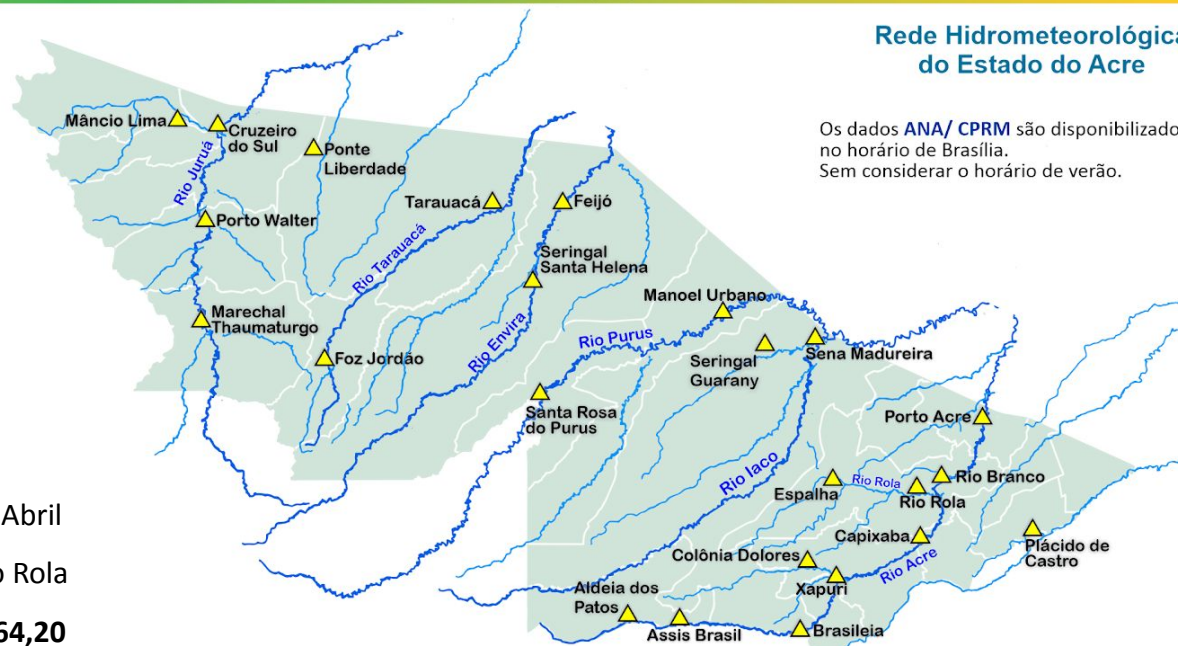 Rede Hidrometeorológica
do Estado do Acre
Os dados ANA/ CPRM são disponibilizado
no horário de Brasília.
Sem considerar o horário de verão.
Mâncio Lima
Cruzeiro
do Sul
Ponte
Liberdade
Rio Juruá
Porto Walter
Tarauacá
Feijó
Rio Tarauacá
Seringal
Santa Helena
Marechal
Thaumaturgo
Foz Jordão
Rio Envira
Manoel Urbano
Rio Purus
Seringal
Guarany
Sena Madureira
Santa Rosa
do Purus
Porto Acre
Rio Iaco
Espalha
Rio Rola
Rio Rola
Rio Branco
Capixaba
Plácido de
Castro
Colônia Dolores
Rio Acre
Xapuri
Aldeia dos
Patos
Assis Brasil
Brasileia
Abril
o Rola
64,20